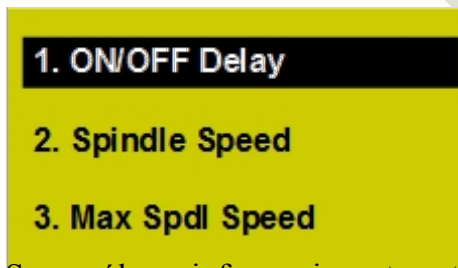 1. ON/OFF Delay
2. Spindle Speed
3. Max Spdl Speed